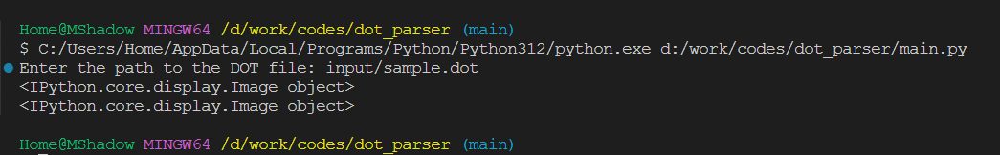 Home@MShadow MINGW64 /d/work/codes/dot_parser (main)
$ C:/Users/Home/AppData/Local/Programs/Python/Python312/python.exe d:/work/codes/dot_parser/main.py
Enter the path to the DOT file: input/sample.dot
<IPython.core.display.Image object>
<IPython.core.display.Image object>
Home@MShadow MINGW64 /d/work/codes/dot_parser (main)